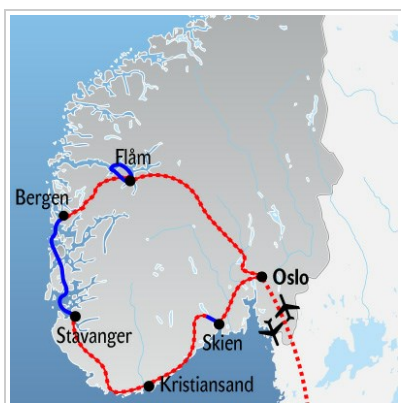 Flåm
Bergen
Oslo
Stavanger
Skien
Kristiansand